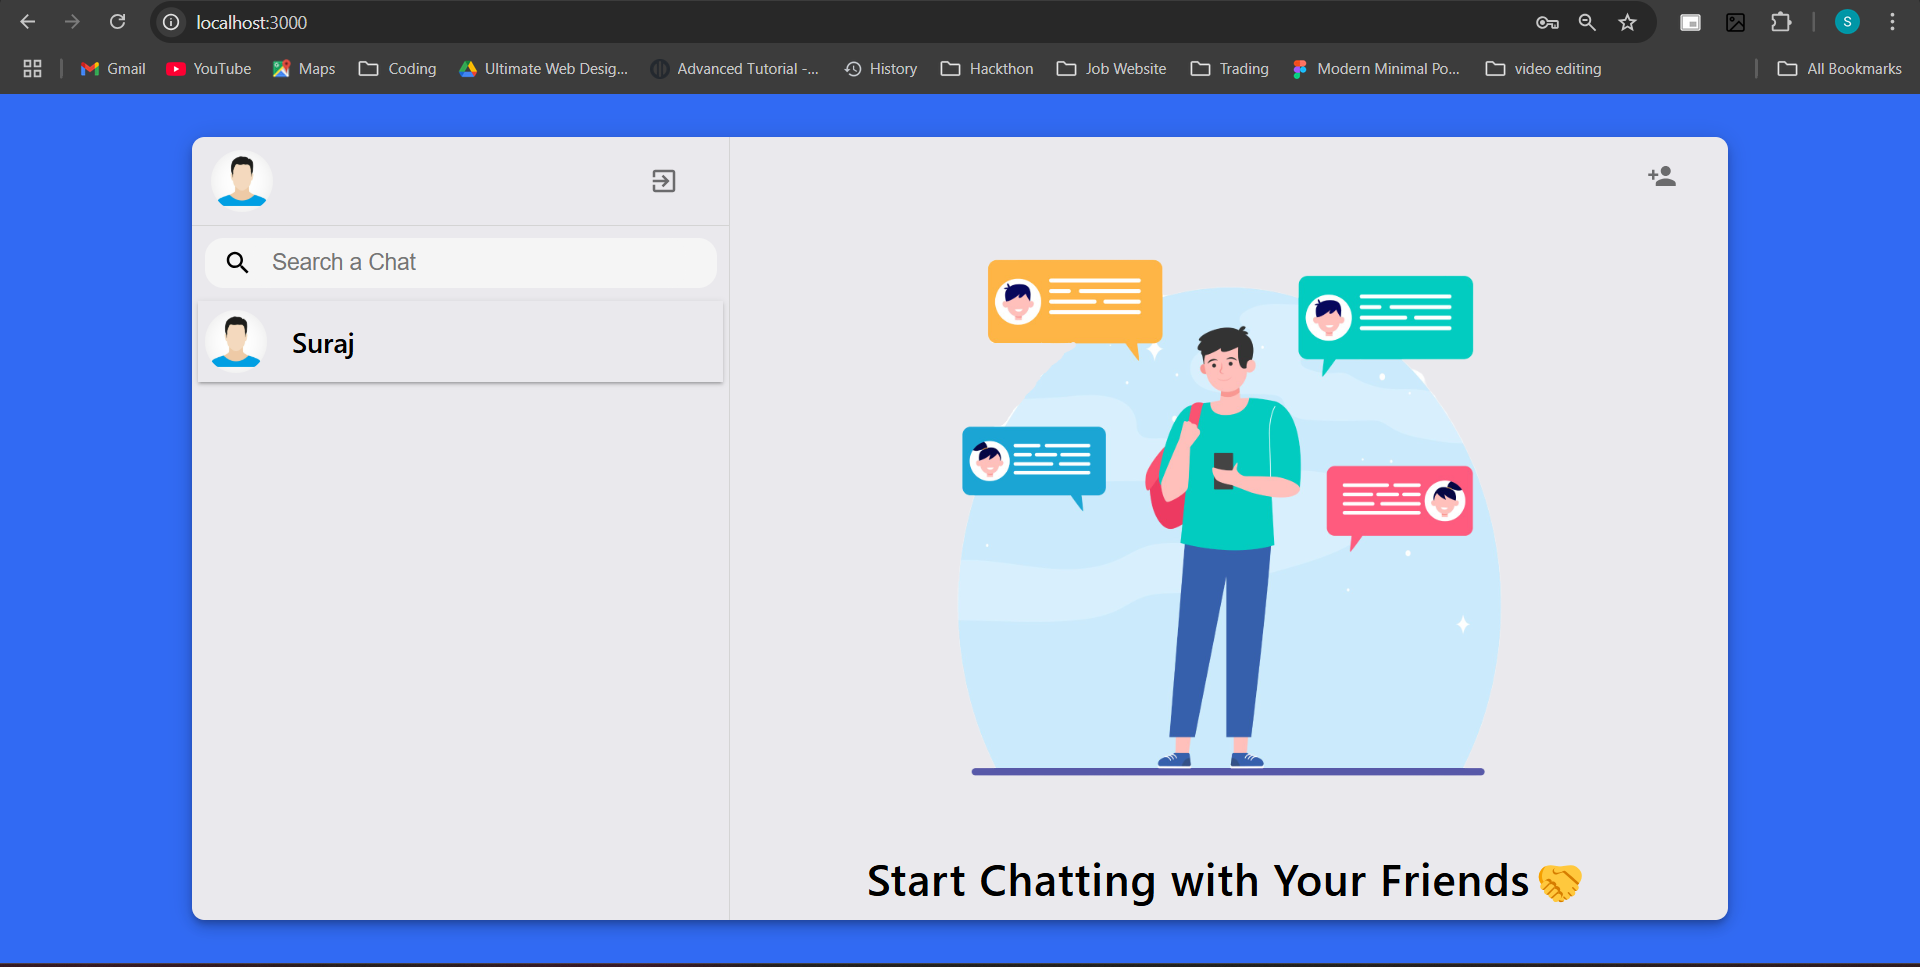 localhost:3000
S
Gmail YouTube Maps Coding Ultimate Web Desig... Advanced Tutorial -... History Hackthon Job Website Trading Modern Minimal Po... video editing All Bookmarks
Search a Chat
Suraj
Start Chatting with Your Friends🤝